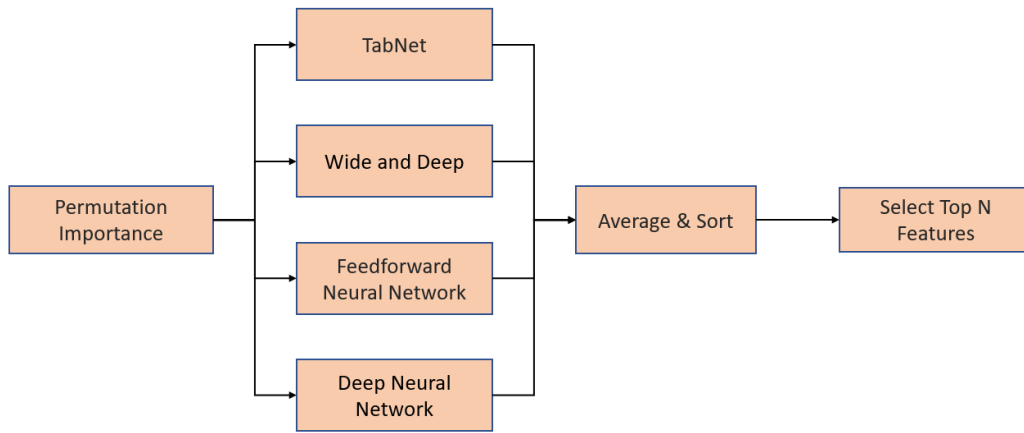 TabNet
Wide and Deep
Permutation
Importance
Feedforward
Neural Network
Deep Neural
Network
Average & Sort
Select Top N
Features